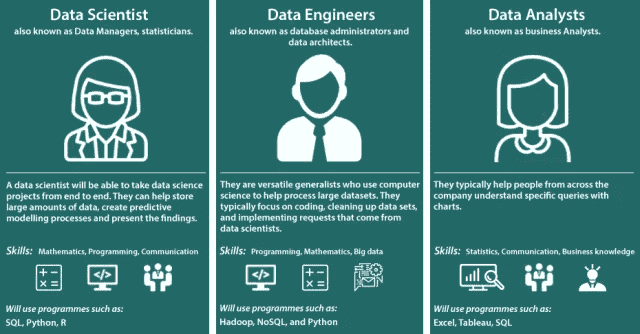 Data Scientist
also known as Data Managers, statisticians.
A data scientist will be able to take data science
projects from end to end. They can help store
large amounts of data, create predictive
modelling processes and present the findings.
Skills: Mathematics, Programming, Communication
Will use programmes such as:
SQL, Python, R
Data Engineers
also known as database administrators and
data architects.
They are versatile generalists who use computer
science to help process large datasets. They
typically focus on coding, cleaning up data sets,
and implementing requests that come from
data scientists.
Skills: Programming, Mathematics, Big data
Will use programmes such as:
Hadoop, NoSQL, and Python
Data Analysts
also known as business Analysts.
They typically help people from across the
company understand specific queries with
charts.
Skills: Statistics, Communication, Business knowledge
Will use programmes such as:
Excel, Tableau, SQL